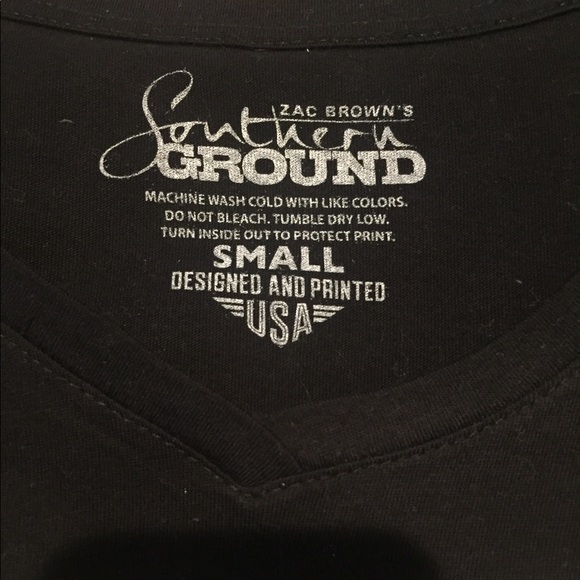 ZAC BROWN'S
Southern
GROUND
MACHINE WASH COLD WITH LIKE COLORS.
DO NOT BLEACH. TUMBLE DRY LOW.
TURN INSIDE OUT TO PROTECT PRINT.
SMALL
DESIGNED AND PRINTED
USA